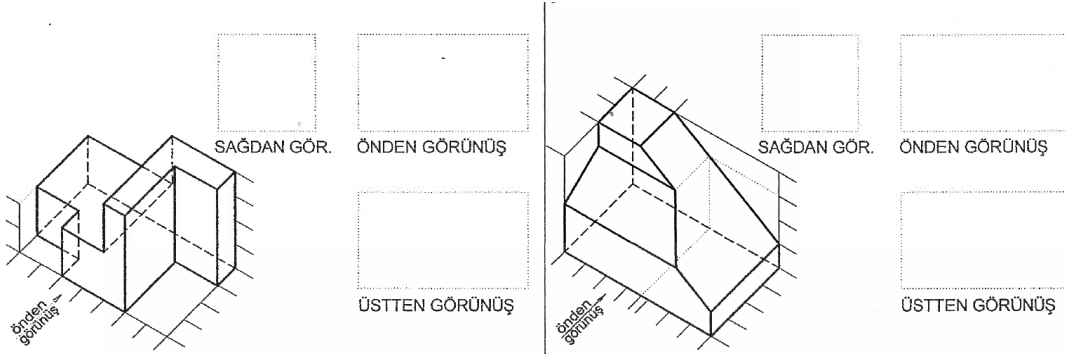 SAĞDAN GÖR. ÖNDEN GÖRÜNÜŞ
önden
görünüş
ÜSTTEN GÖRÜNÜŞ
SAĞDAN GÖR. ÖNDEN GÖRÜNÜŞ
önden
görünüş
ÜSTTEN GÖRÜNÜŞ